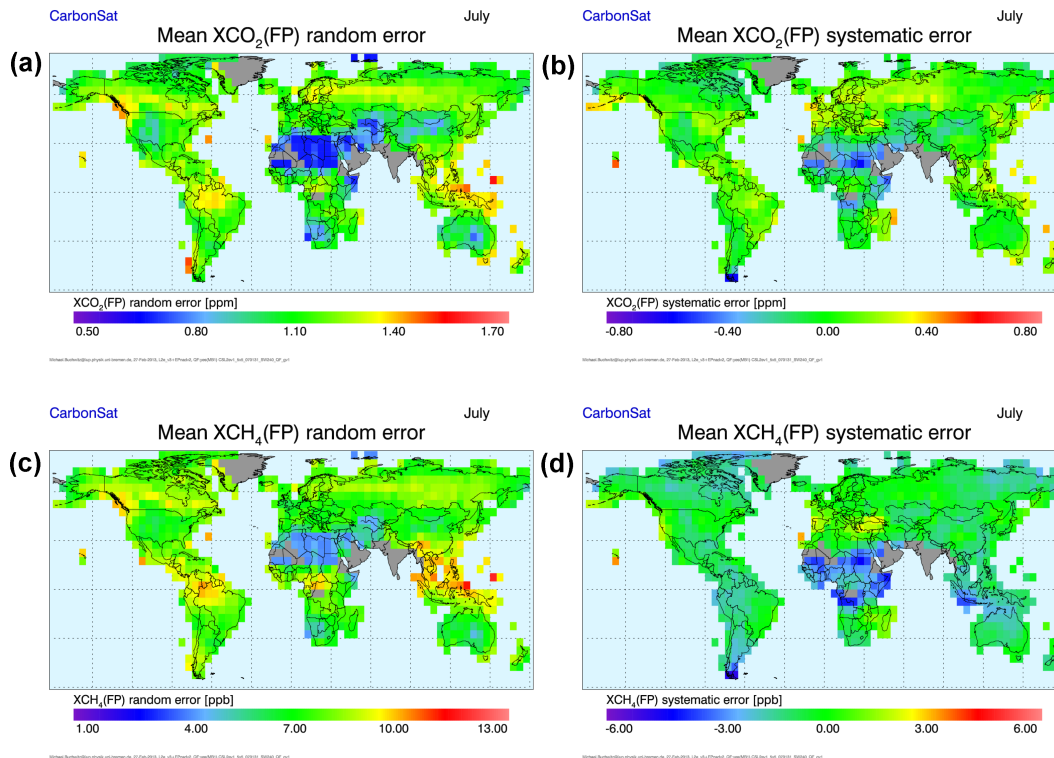 CarbonSat July
Mean XCO₂(FP) random error
(a)
XCO₂(FP) random error [ppm]
0.50 0.80 1.10 1.40 1.70
CarbonSat July
Mean XCO₂(FP) systematic error
(b)
XCO₂(FP) systematic error [ppm]
-0.80 -0.40 0.00 0.40 0.80
CarbonSat July
Mean XCH₄(FP) random error
(c)
XCH₄(FP) random error [ppb]
1.00 4.00 7.00 10.00 13.00
CarbonSat July
Mean XCH₄(FP) systematic error
(d)
XCH₄(FP) systematic error [ppb]
-6.00 -3.00 0.00 3.00 6.00